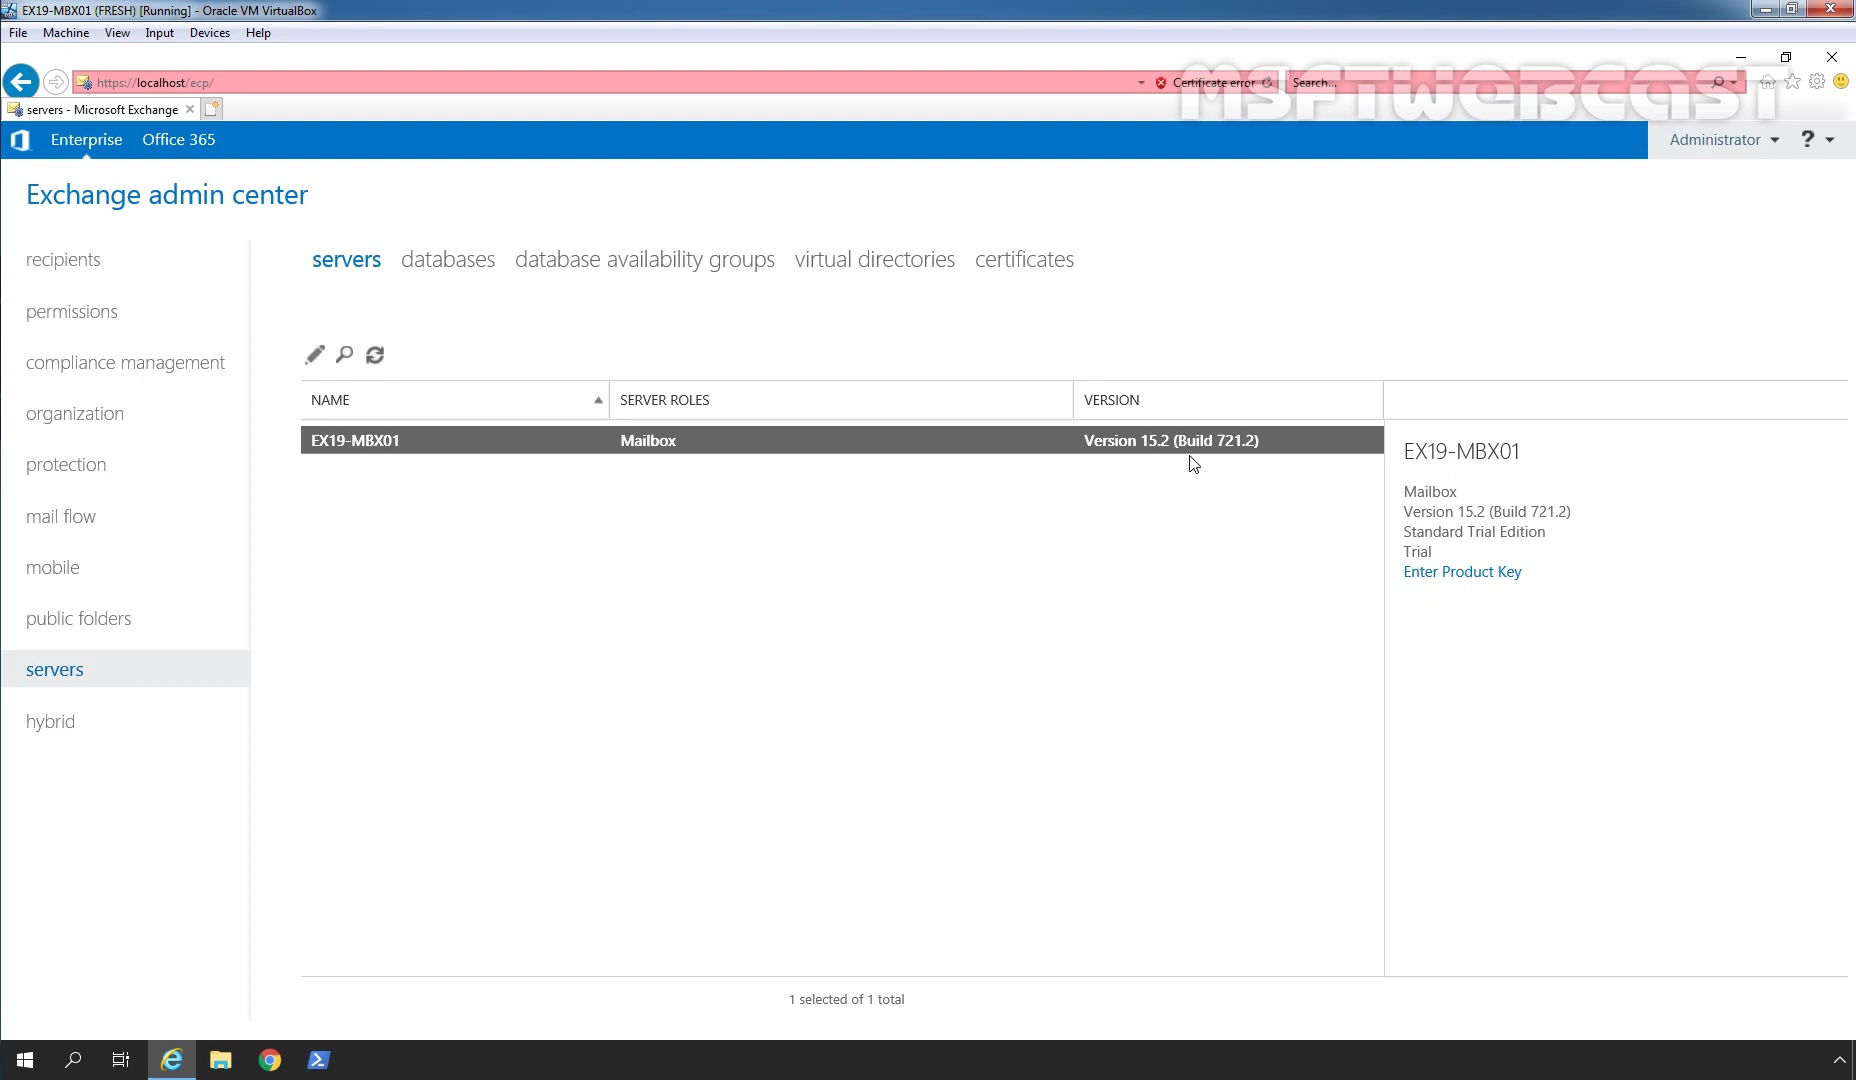 EX19-MBX01 (FRESH) [Running] - Oracle VM VirtualBox
File Machine View Input Devices Help
https://localhost/ecp/
Certificate error
Search...
MSFTWEBCAST
servers - Microsoft Exchange
Enterprise Office 365
Administrator ?
Exchange admin center
recipients
permissions
compliance management
organization
protection
mail flow
mobile
public folders
servers
hybrid
servers databases database availability groups virtual directories certificates
NAME SERVER ROLES VERSION
EX19-MBX01 Mailbox Version 15.2 (Build 721.2)
EX19-MBX01
Mailbox
Version 15.2 (Build 721.2)
Standard Trial Edition
Trial
Enter Product Key
1 selected of 1 total